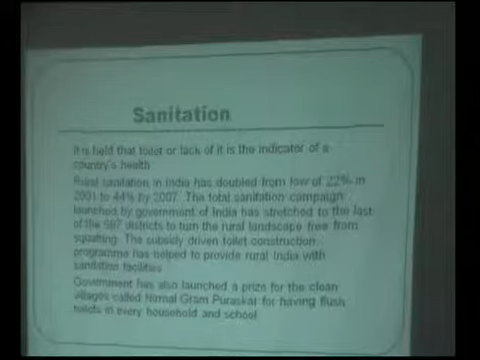 Sanitation
It is held that toilet or lack of it is the indicator of a
country's health
Rural sanitation in India has doubled from low of 22% in
2001 to 44% by 2007. The total sanitation campaign
launched by government of India has stretched to the last
of the 587 districts to turn the rural landscape free from
squatting. The subsidy driven toilet construction
programme has helped to provide rural India with
sanitation facilities
Government has also launched a prize for the clean
villages called Nirmal Gram Puraskar for having flush
toilets in every household and school